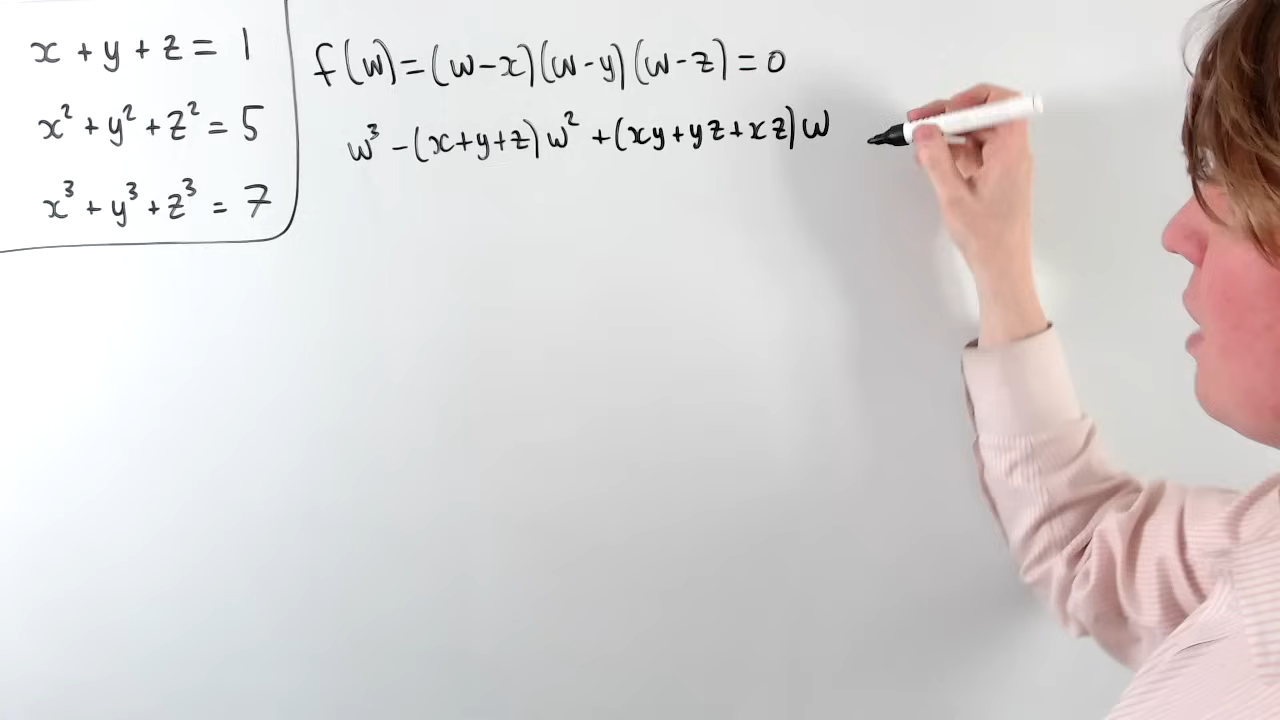 x + y + z = 1
x² + y² + z² = 5
x³ + y³ + z³ = 7
f(w) = (w-x)(w-y)(w-z) = 0
w³ - (x+y+z)w² + (xy+yz+xz)w